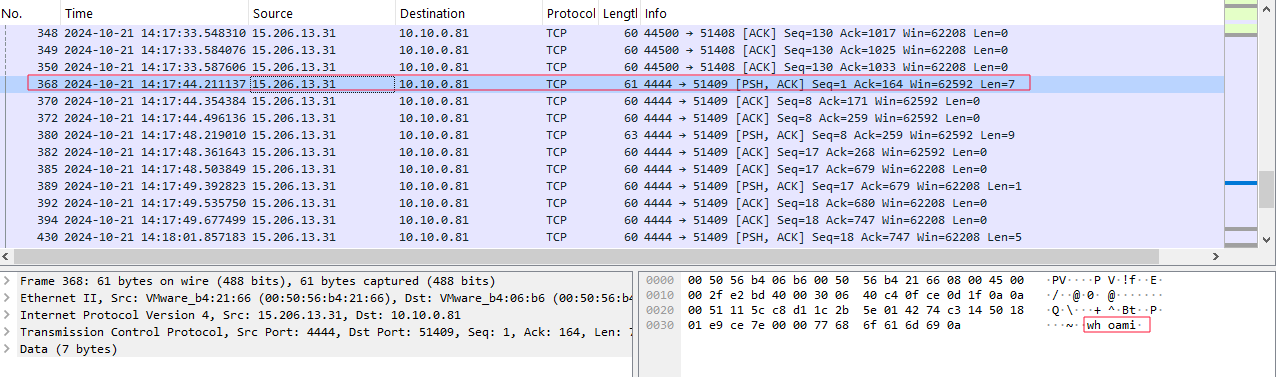 No. Time Source Destination Protocol Lengtl Info
348 2024-10-21 14:17:33.548310 15.206.13.31 10.10.0.81 TCP 60 44500 → 51408 [ACK] Seq=130 Ack=1017 Win=62208 Len=0
349 2024-10-21 14:17:33.584076 15.206.13.31 10.10.0.81 TCP 60 44500 → 51408 [ACK] Seq=130 Ack=1025 Win=62208 Len=0
350 2024-10-21 14:17:33.587606 15.206.13.31 10.10.0.81 TCP 60 44500 → 51408 [ACK] Seq=130 Ack=1033 Win=62208 Len=0
368 2024-10-21 14:17:44.211137 15.206.13.31 10.10.0.81 TCP 61 4444 → 51409 [PSH, ACK] Seq=1 Ack=164 Win=62592 Len=7
370 2024-10-21 14:17:44.354384 15.206.13.31 10.10.0.81 TCP 60 4444 → 51409 [ACK] Seq=8 Ack=171 Win=62592 Len=0
372 2024-10-21 14:17:44.496136 15.206.13.31 10.10.0.81 TCP 60 4444 → 51409 [ACK] Seq=8 Ack=259 Win=62592 Len=0
380 2024-10-21 14:17:48.219010 15.206.13.31 10.10.0.81 TCP 63 4444 → 51409 [PSH, ACK] Seq=8 Ack=259 Win=62592 Len=9
382 2024-10-21 14:17:48.361643 15.206.13.31 10.10.0.81 TCP 60 4444 → 51409 [ACK] Seq=17 Ack=268 Win=62592 Len=0
385 2024-10-21 14:17:48.503849 15.206.13.31 10.10.0.81 TCP 60 4444 → 51409 [ACK] Seq=17 Ack=679 Win=62208 Len=0
389 2024-10-21 14:17:49.392823 15.206.13.31 10.10.0.81 TCP 60 4444 → 51409 [PSH, ACK] Seq=17 Ack=679 Win=62208 Len=1
392 2024-10-21 14:17:49.535750 15.206.13.31 10.10.0.81 TCP 60 4444 → 51409 [ACK] Seq=18 Ack=680 Win=62208 Len=0
394 2024-10-21 14:17:49.677499 15.206.13.31 10.10.0.81 TCP 60 4444 → 51409 [ACK] Seq=18 Ack=747 Win=62208 Len=0
430 2024-10-21 14:18:01.857183 15.206.13.31 10.10.0.81 TCP 60 4444 → 51409 [PSH, ACK] Seq=18 Ack=747 Win=62208 Len=5
Frame 368: 61 bytes on wire (488 bits), 61 bytes captured (488 bits)
Ethernet II, Src: VMware_b4:21:66 (00:50:56:b4:21:66), Dst: VMware_b4:06:b6 (00:50:56:b4
Internet Protocol Version 4, Src: 15.206.13.31, Dst: 10.10.0.81
Transmission Control Protocol, Src Port: 4444, Dst Port: 51409, Seq: 1, Ack: 164, Len: 7
Data (7 bytes)
0000 00 50 56 b4 06 b6 00 50 56 b4 21 66 08 00 45 00 ·PV····P V·!f··E·
0010 00 2f e2 bd 40 00 30 06 40 c4 0f ce 0d 1f 0a 0a ·/··@·0· @·······
0020 00 51 11 5c c8 d1 1c 2b 5e 01 42 74 c3 14 50 18 ·Q·\···+ ^·Bt··P·
0030 01 e9 ce 7e 00 00 77 68 6f 61 6d 69 0a ···~··wh oami·